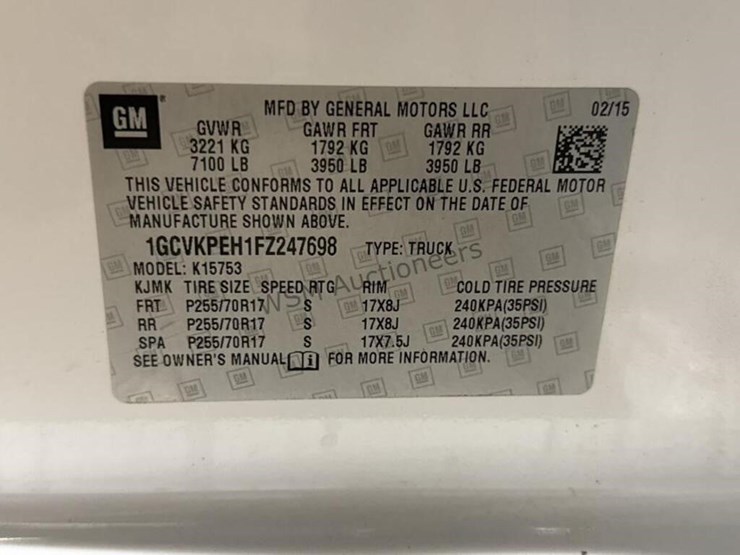 GM MFD BY GENERAL MOTORS LLC 02/15
GVWR GAWR FRT GAWR RR
3221 KG 1792 KG 1792 KG
7100 LB 3950 LB 3950 LB
THIS VEHICLE CONFORMS TO ALL APPLICABLE U.S. FEDERAL MOTOR
VEHICLE SAFETY STANDARDS IN EFFECT ON THE DATE OF
MANUFACTURE SHOWN ABOVE.
1GCVKPEH1FZ247698 TYPE: TRUCK
MODEL: K15753
KJMK TIRE SIZE SPEED RTG RIM COLD TIRE PRESSURE
FRT P255/70R17 S 17X8J 240KPA(35PSI)
RR P255/70R17 S 17X8J 240KPA(35PSI)
SPA P255/70R17 S 17X7.5J 240KPA(35PSI)
SEE OWNER'S MANUAL i FOR MORE INFORMATION.
WSM Auctioneers